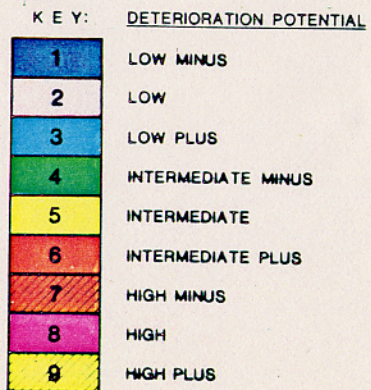 KEY: DETERIORATION POTENTIAL
1 LOW MINUS
2 LOW
3 LOW PLUS
4 INTERMEDIATE MINUS
5 INTERMEDIATE
6 INTERMEDIATE PLUS
7 HIGH MINUS
8 HIGH
9 HIGH PLUS